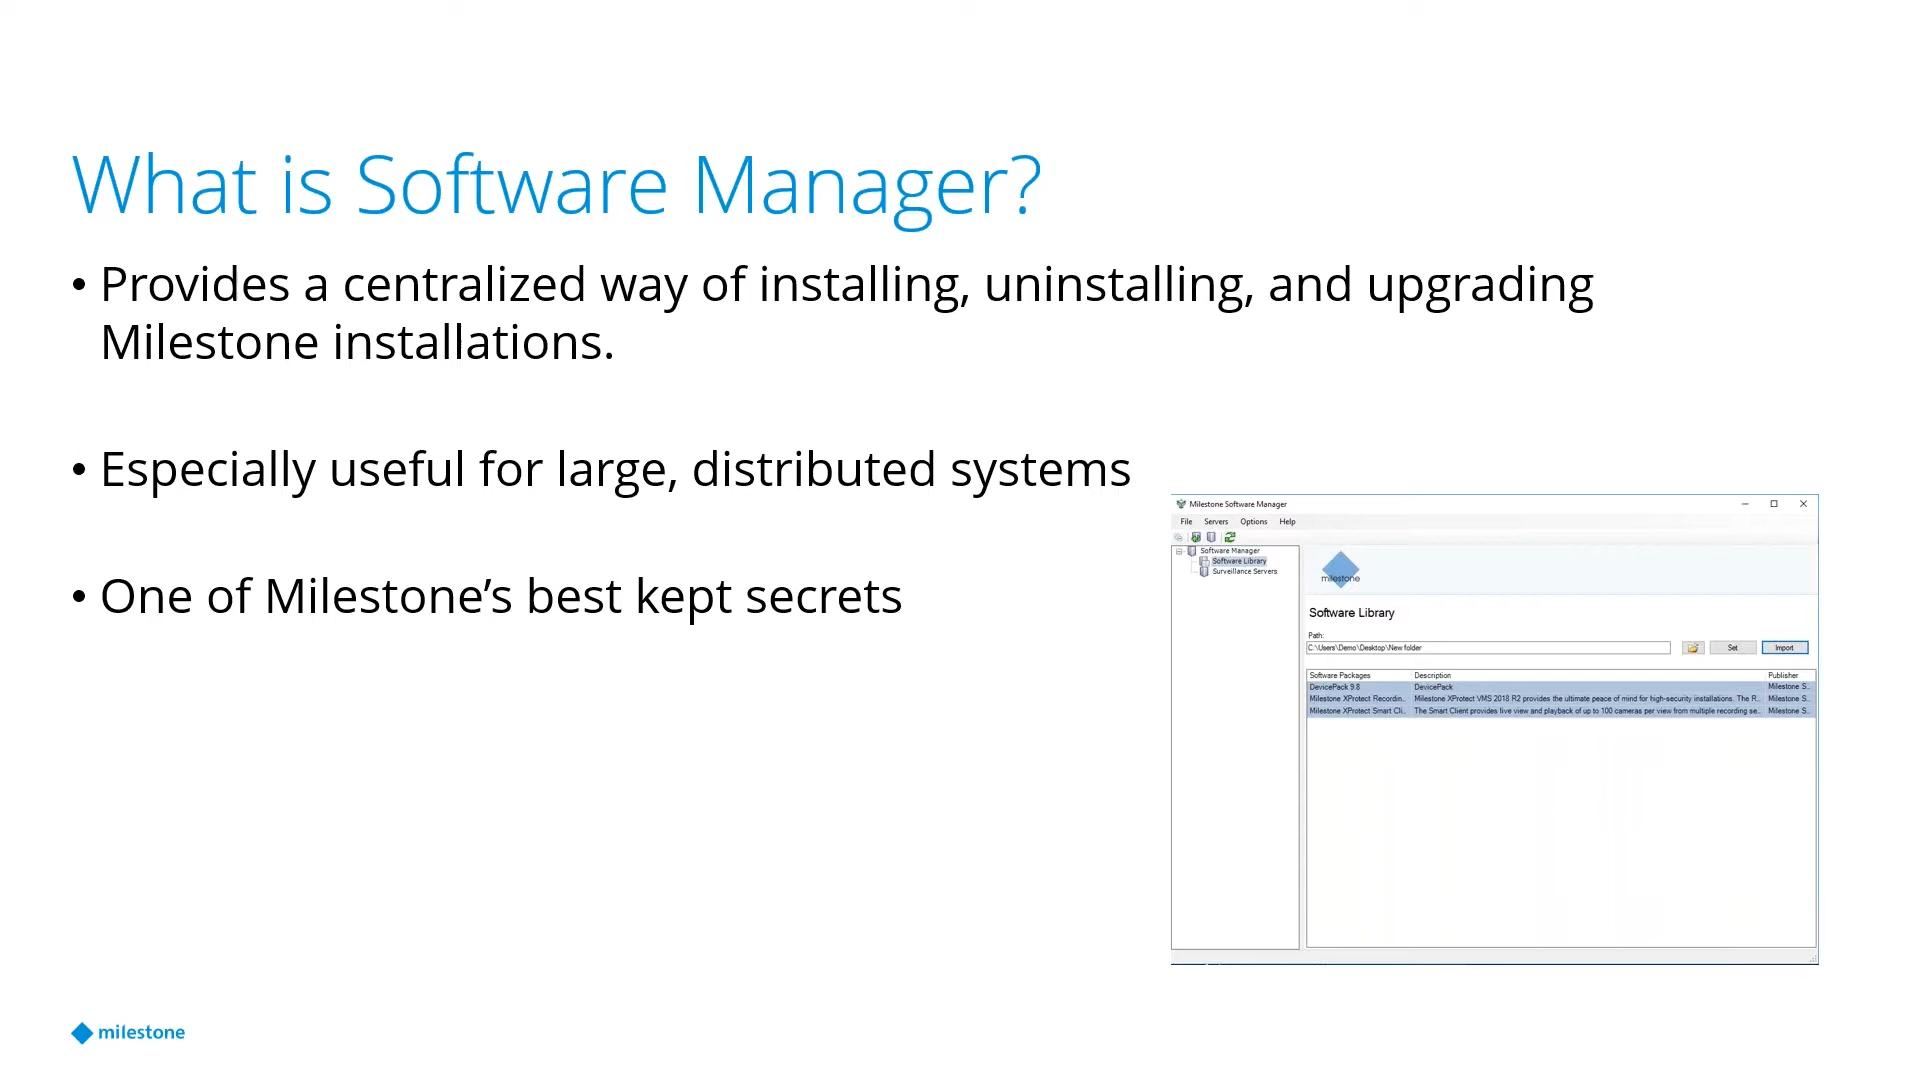 What is Software Manager?
• Provides a centralized way of installing, uninstalling, and upgrading
Milestone installations.
• Especially useful for large, distributed systems
• One of Milestone’s best kept secrets
Milestone Software Manager
File Servers Options Help
Software Manager
Software Library
Surveillance Servers
milestone
Software Library
Path:
C:\Users\Demo\Desktop\New folder
Set
Import
Software Packages Description Publisher
DevicePack 9.8 DevicePack Milestone S..
Milestone XProtect Recordin.. Milestone XProtect VMS 2018 R2 provides the ultimate peace of mind for high-security installations. The R.. Milestone S..
Milestone XProtect Smart Cli.. The Smart Client provides live view and playback of up to 100 cameras per view from multiple recording se.. Milestone S..
milestone